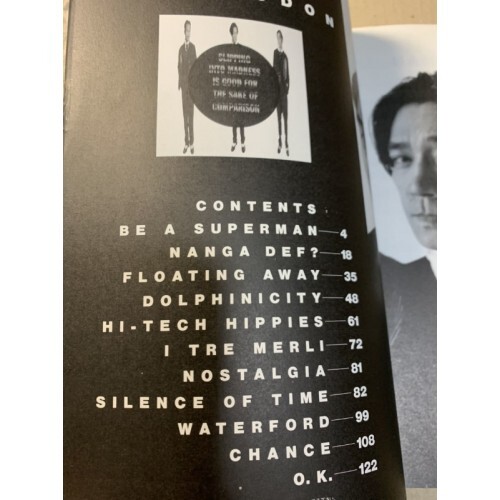 DON
SLIPPING
INTO MADNESS
IS GOOD FOR
THE SAKE OF
COMPARISON
CONTENTS
BE A SUPERMAN—4
NANGA DEF?—18
FLOATING AWAY—35
DOLPHINICITY—48
HI-TECH HIPPIES—61
I TRE MERLI—72
NOSTALGIA—81
SILENCE OF TIME—82
WATERFORD—99
CHANCE—108
O.K.—122